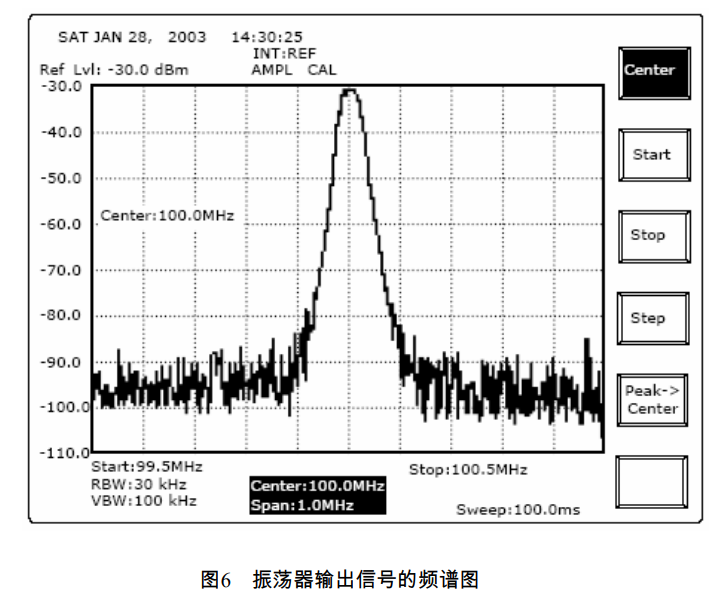 SAT JAN 28, 2003 14:30:25
INT:REF
Ref Lvl: -30.0 dBm AMPL CAL
-30.0
-40.0
-50.0
-60.0
-70.0
-80.0
-90.0
-100.0
-110.0
Center:100.0MHz
Start:99.5MHz
RBW:30 kHz
VBW:100 kHz
Center:100.0MHz
Span:1.0MHz
Stop:100.5MHz
Sweep:100.0ms
Center
Start
Stop
Step
Peak->
Center
图6 振荡器输出信号的频谱图